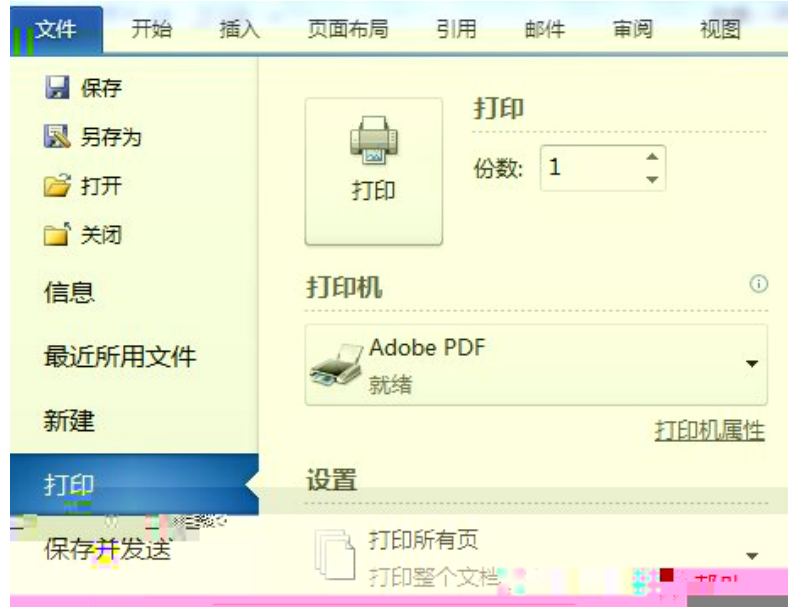 文件 开始 插入 页面布局 引用 邮件 审阅 视图
保存
另存为
打开
关闭
信息
最近所用文件
新建
打印
保存并发送
打印
打印
份数: 1
打印机
Adobe PDF
就绪
打印机属性
设置
打印所有页
打印整个文档